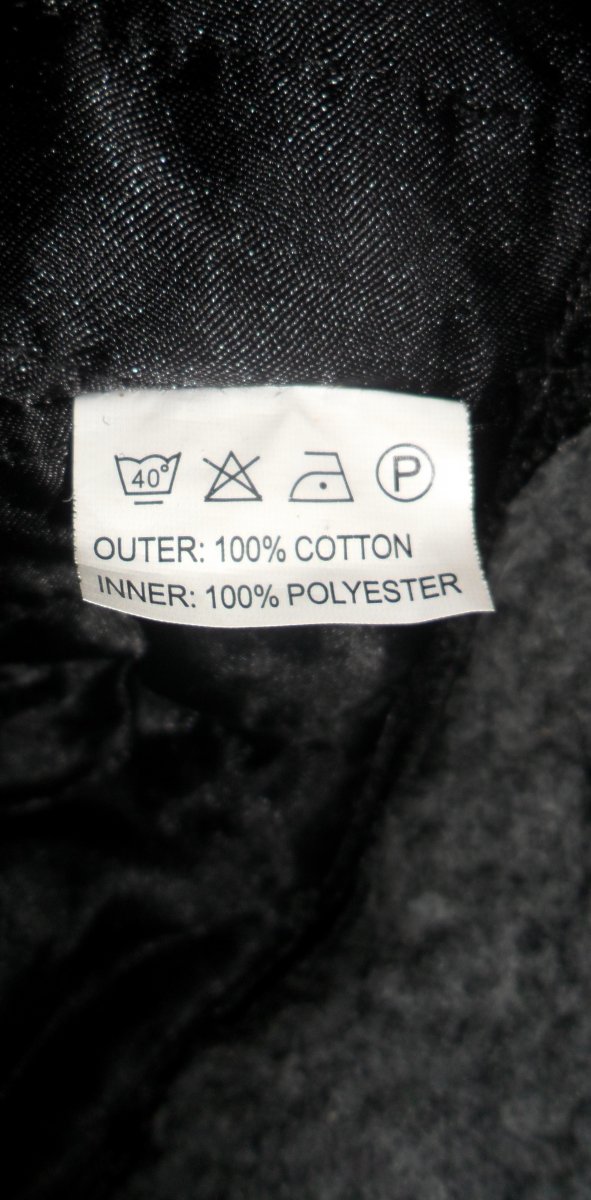 40°
P
OUTER: 100% COTTON
INNER: 100% POLYESTER